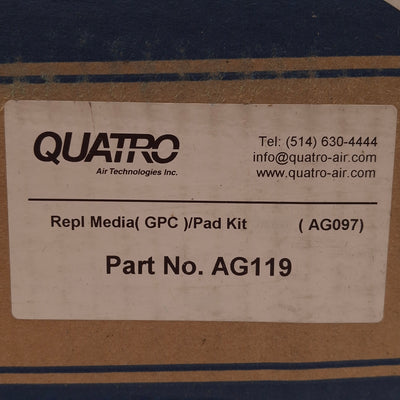 QUATRO
Air Technologies Inc.
Tel: (514) 630-4444
info@quatro-air.com
www.quatro-air.com
Repl Media( GPC )/Pad Kit ( AG097)
Part No. AG119